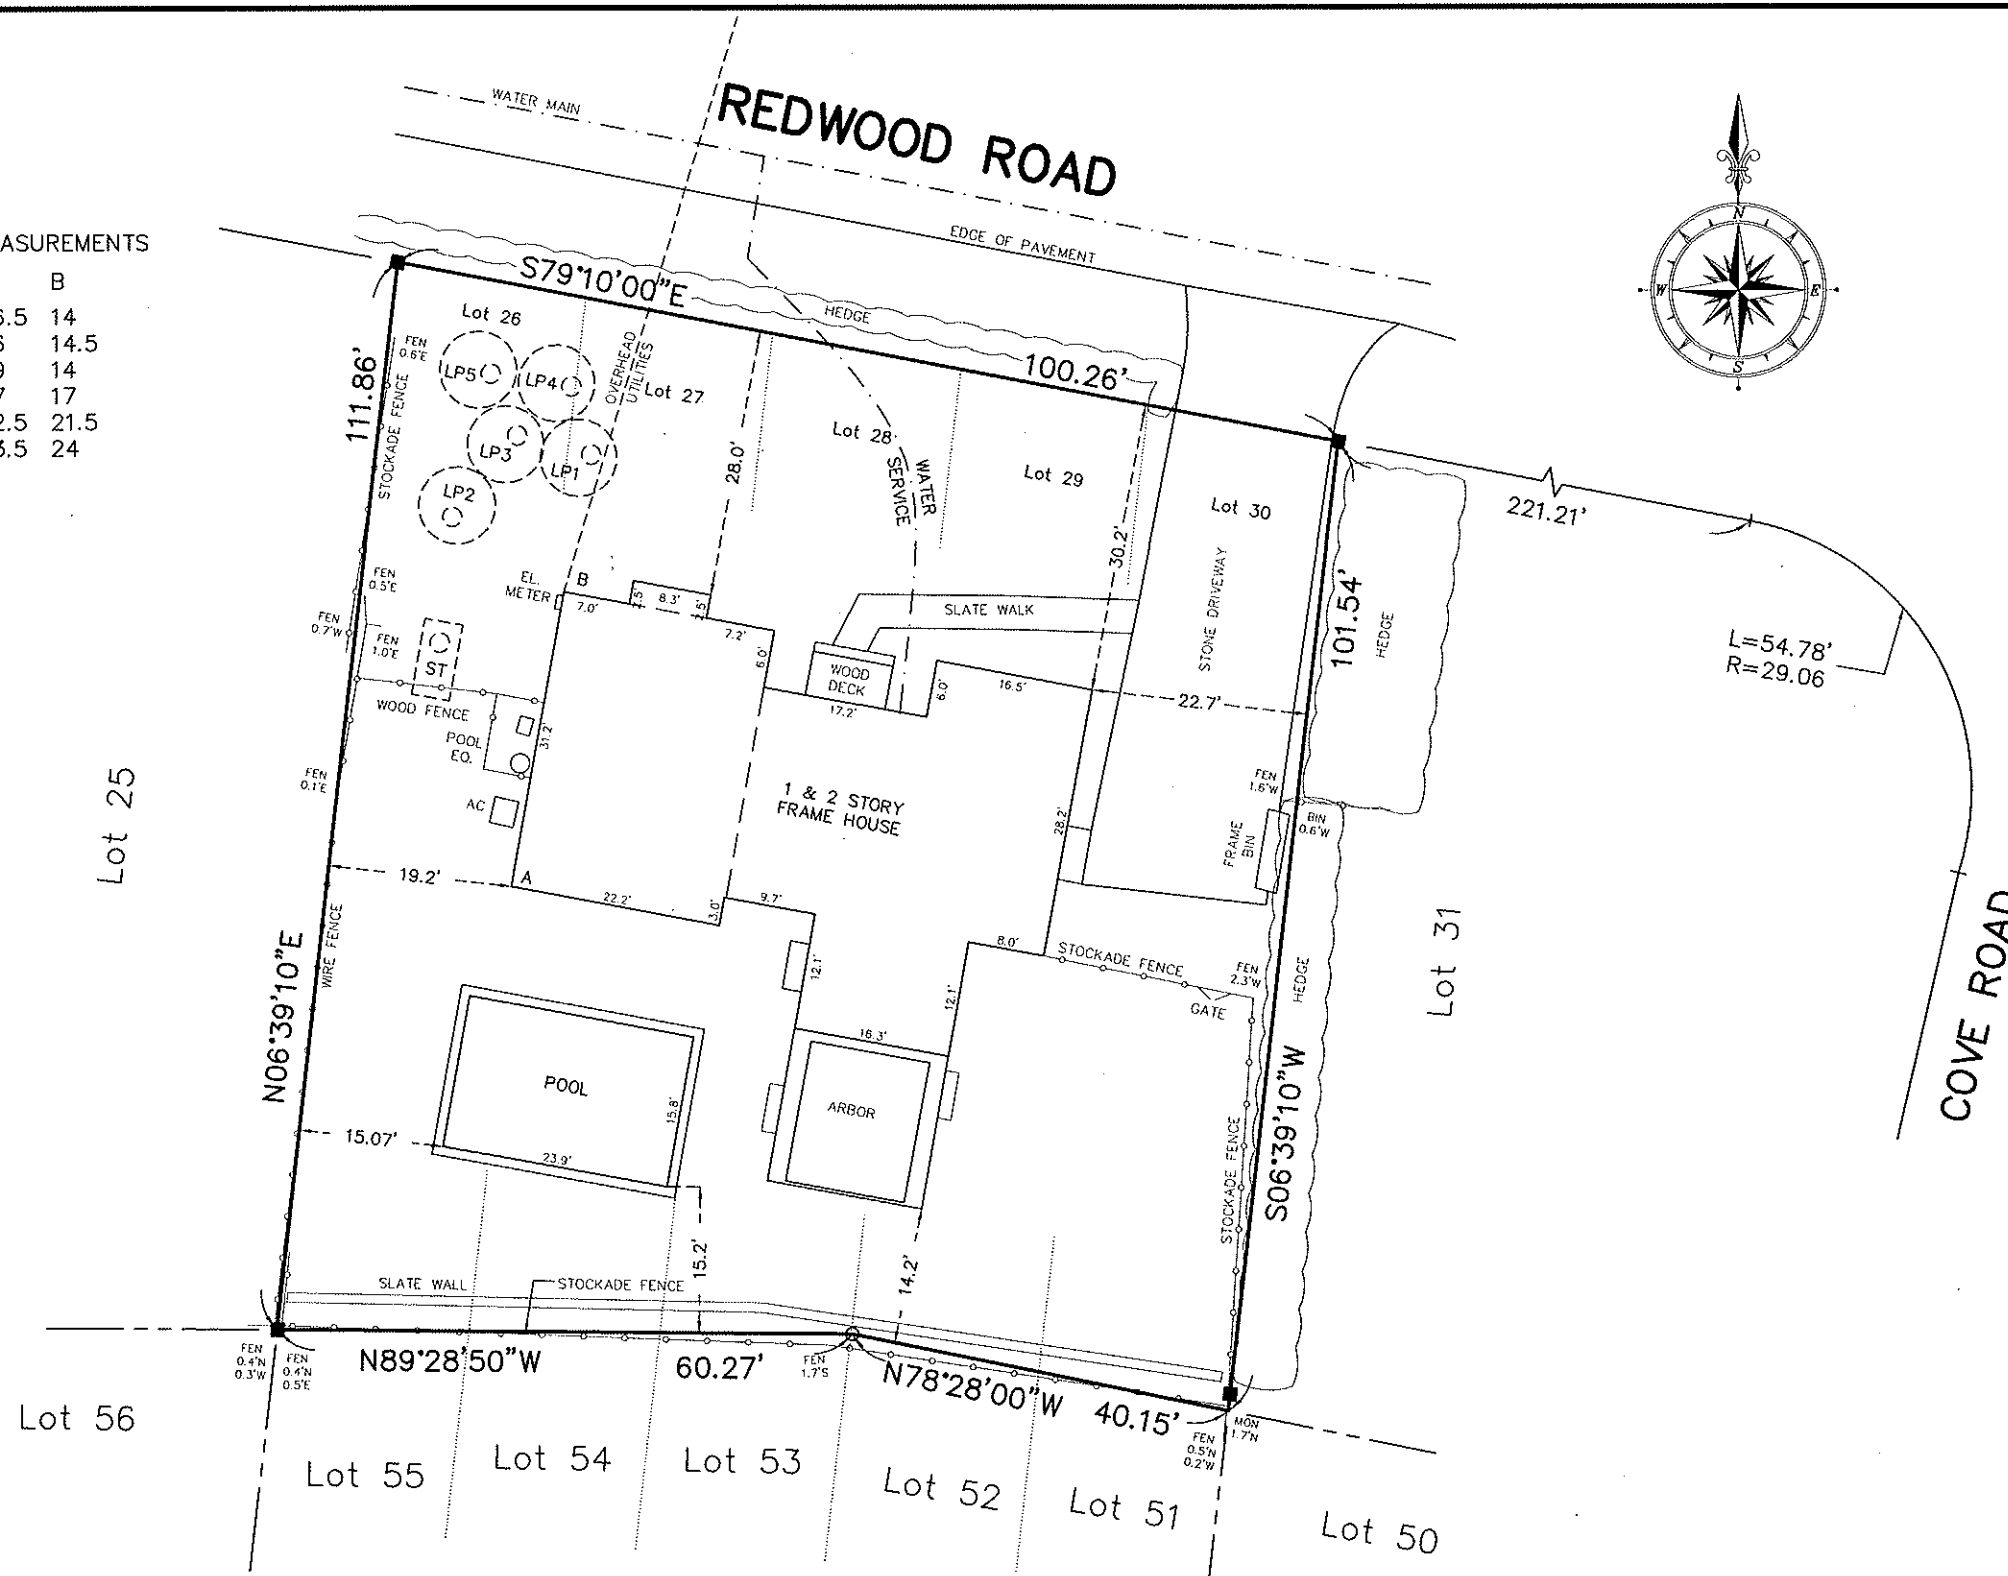 WATER MAIN
REDWOOD ROAD
EDGE OF PAVEMENT
N
W
E
S
ASUREMENTS
B
6.5 14
14.5
14
17
2.5 21.5
24
S79°10'00"E
HEDGE
100.26'
111.86'
STOCKADE FENCE
FEN
0.6'E
Lot 26
LP5
LP4
LP3
LP1
LP2
OVERHEAD
UTILITIES
Lot 27
28.0'
Lot 28
WATER
SERVICE
Lot 29
30.2'
Lot 30
STONE DRIVEWAY
101.54'
HEDGE
221.21'
L=54.78'
R=29.06
FEN
0.5'E
FEN
0.7'W
FEN
1.0'E
ST
EL.
METER
B
7.0'
2.5'
8.3'
2.5'
7.2'
6.0'
SLATE WALK
WOOD
DECK
17.2'
6.0'
16.5'
22.7'
WOOD FENCE
POOL
EQ.
31.2'
FEN
0.1'E
AC
1 & 2 STORY
FRAME HOUSE
28.2'
FEN
1.6'W
FRAME
BIN
BIN
0.6'W
Lot 25
19.2'
A
22.2'
3.0'
9.7'
12.1'
8.0'
12.1'
STOCKADE FENCE
FEN
2.3'W
GATE
HEDGE
Lot 31
COVE ROAD
WIRE FENCE
N06°39'10"E
16.3'
POOL
15.8'
23.9'
15.07'
ARBOR
STOCKADE FENCE
S06°39'10"W
15.2'
14.2'
SLATE WALL
STOCKADE FENCE
FEN
0.4'N
0.3'W
FEN
0.4'N
0.5'E
N89°28'50"W
60.27'
FEN
1.7'S
N78°28'00"W
40.15'
MON
1.7'N
FEN
0.5'N
0.2'W
Lot 56
Lot 55
Lot 54
Lot 53
Lot 52
Lot 51
Lot 50